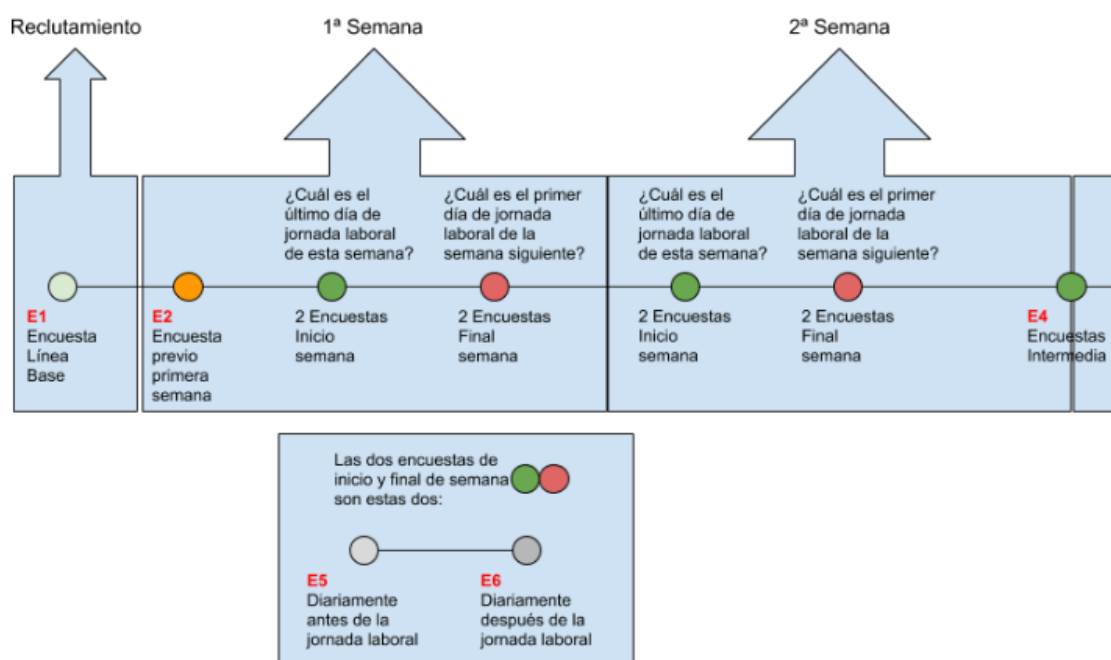 Reclutamiento
1ª Semana
2ª Semana
¿Cuál es el
último día de
jornada laboral
de esta semana?
¿Cuál es el primer
día de jornada
laboral de la
semana siguiente?
¿Cuál es el
último día de
jornada laboral
de esta semana?
¿Cuál es el primer
día de jornada
laboral de la
semana siguiente?
E1
Encuesta
Línea
Base
E2
Encuesta
previo
primera
semana
2 Encuestas
Inicio
semana
2 Encuestas
Final
semana
2 Encuestas
Inicio
semana
2 Encuestas
Final
semana
E4
Encuestas
Intermedia
Las dos encuestas de
inicio y final de semana
son estas dos:
E5
Diariamente
antes de la
jornada laboral
E6
Diariamente
después de la
jornada laboral